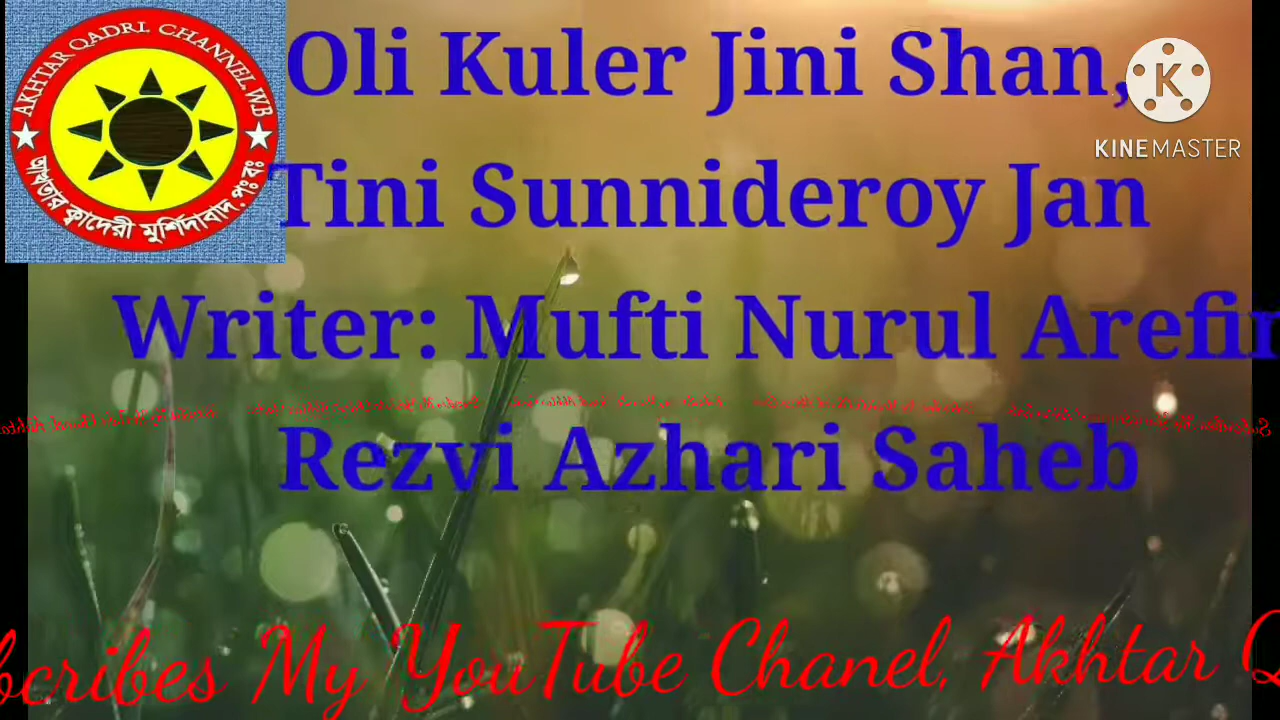 AKHTAR QADRI. CHANNEL, W.B
আখতার ক্বাদেরী মুর্শিদাবাদ, পঃ বঃ
Oli Kuler Jini Shan,
K
KINEMASTER
Tini Sunnideroy Jan
Writer: Mufti Nurul Arefin
Rezvi Azhari Saheb
bcribes My YouTube Chanel, Akhtar Q